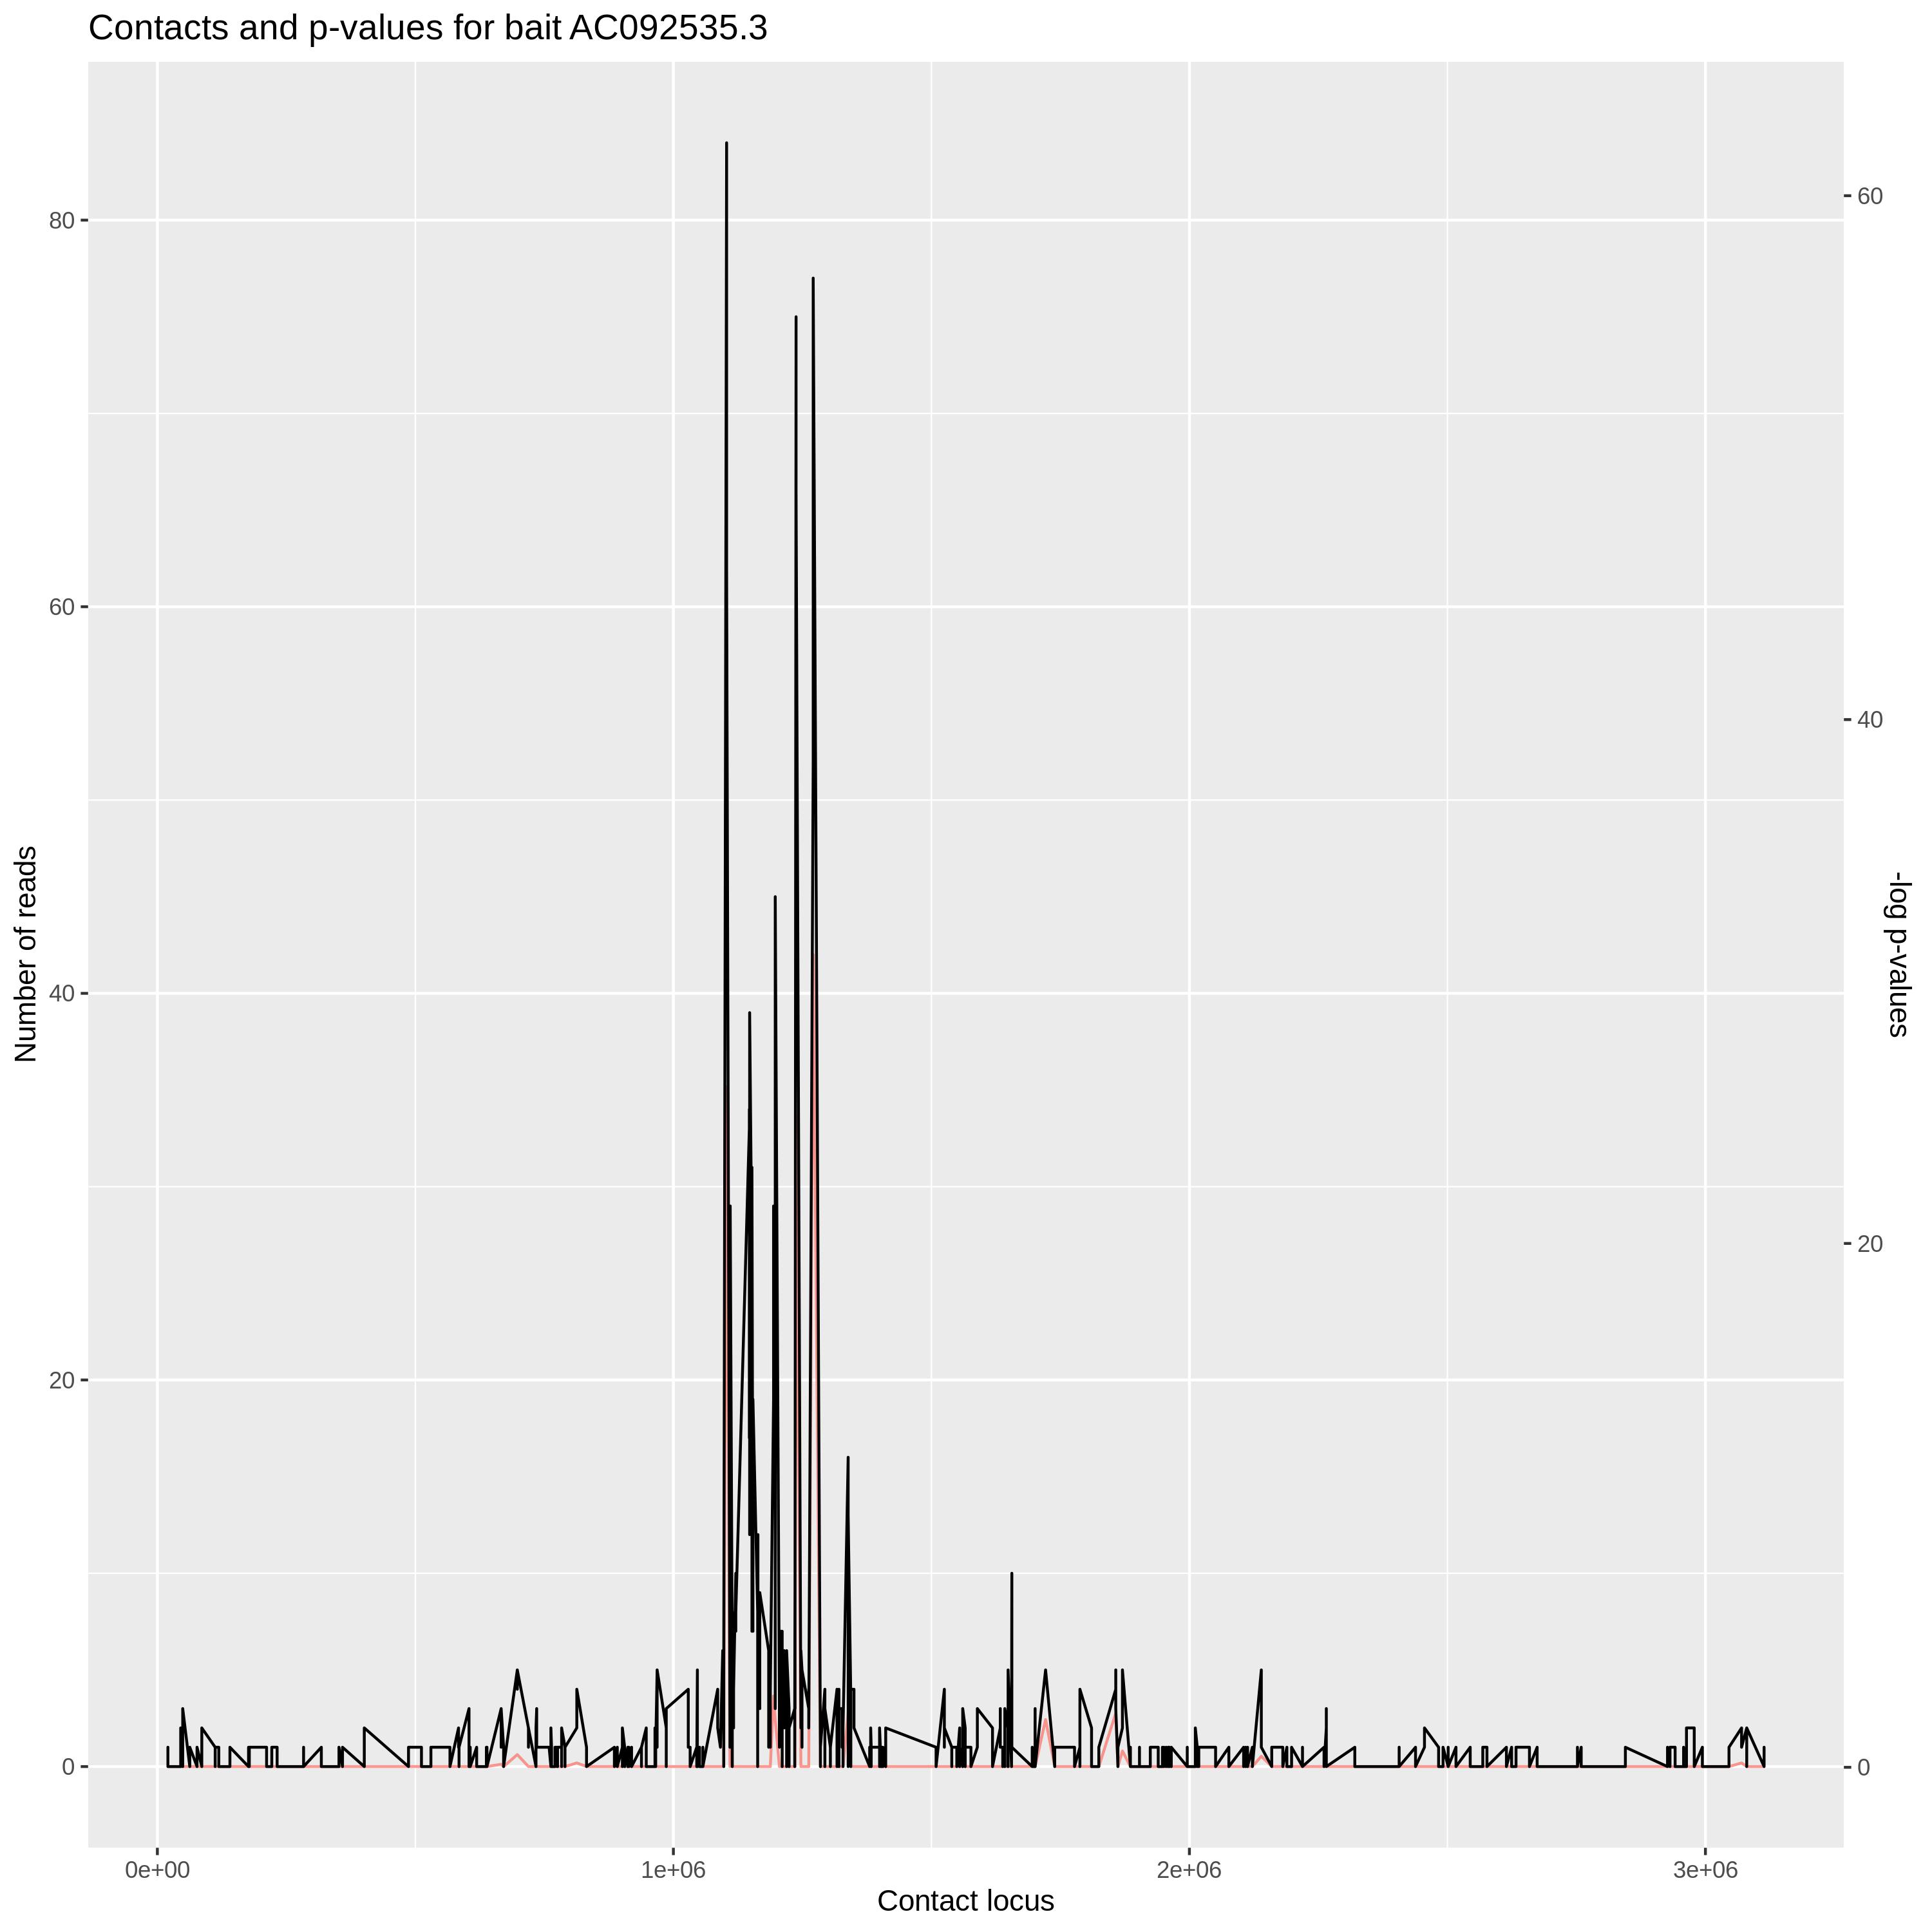 Contacts and p-values for bait AC092535.3
80
60
40
20
0
Number of reads
60
40
20
0
-log p-values
0e+00 1e+06 2e+06 3e+06
Contact locus